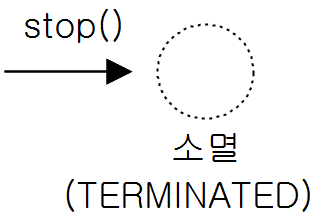 stop()
소멸
(TERMINATED)